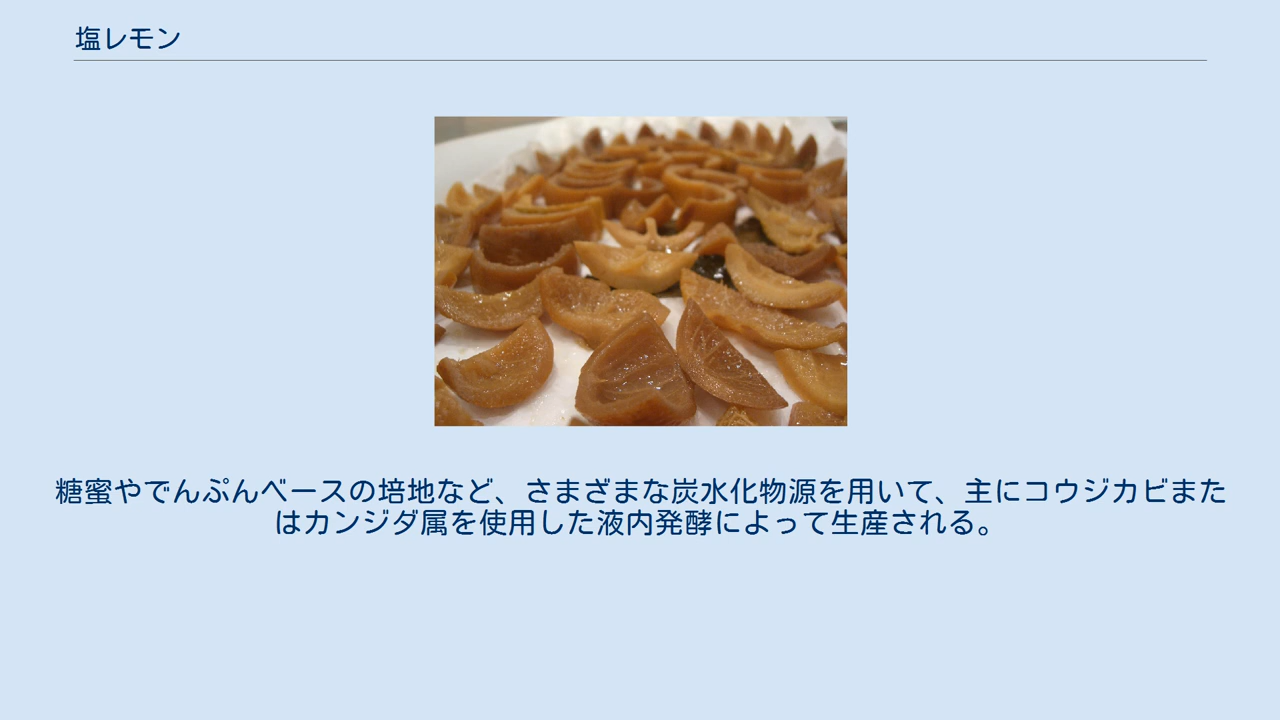 塩レモン
糖蜜やでんぷんベースの培地など、さまざまな炭水化物源を用いて、主にコウジカビまた
はカンジダ属を使用した液内発酵によって生産される。